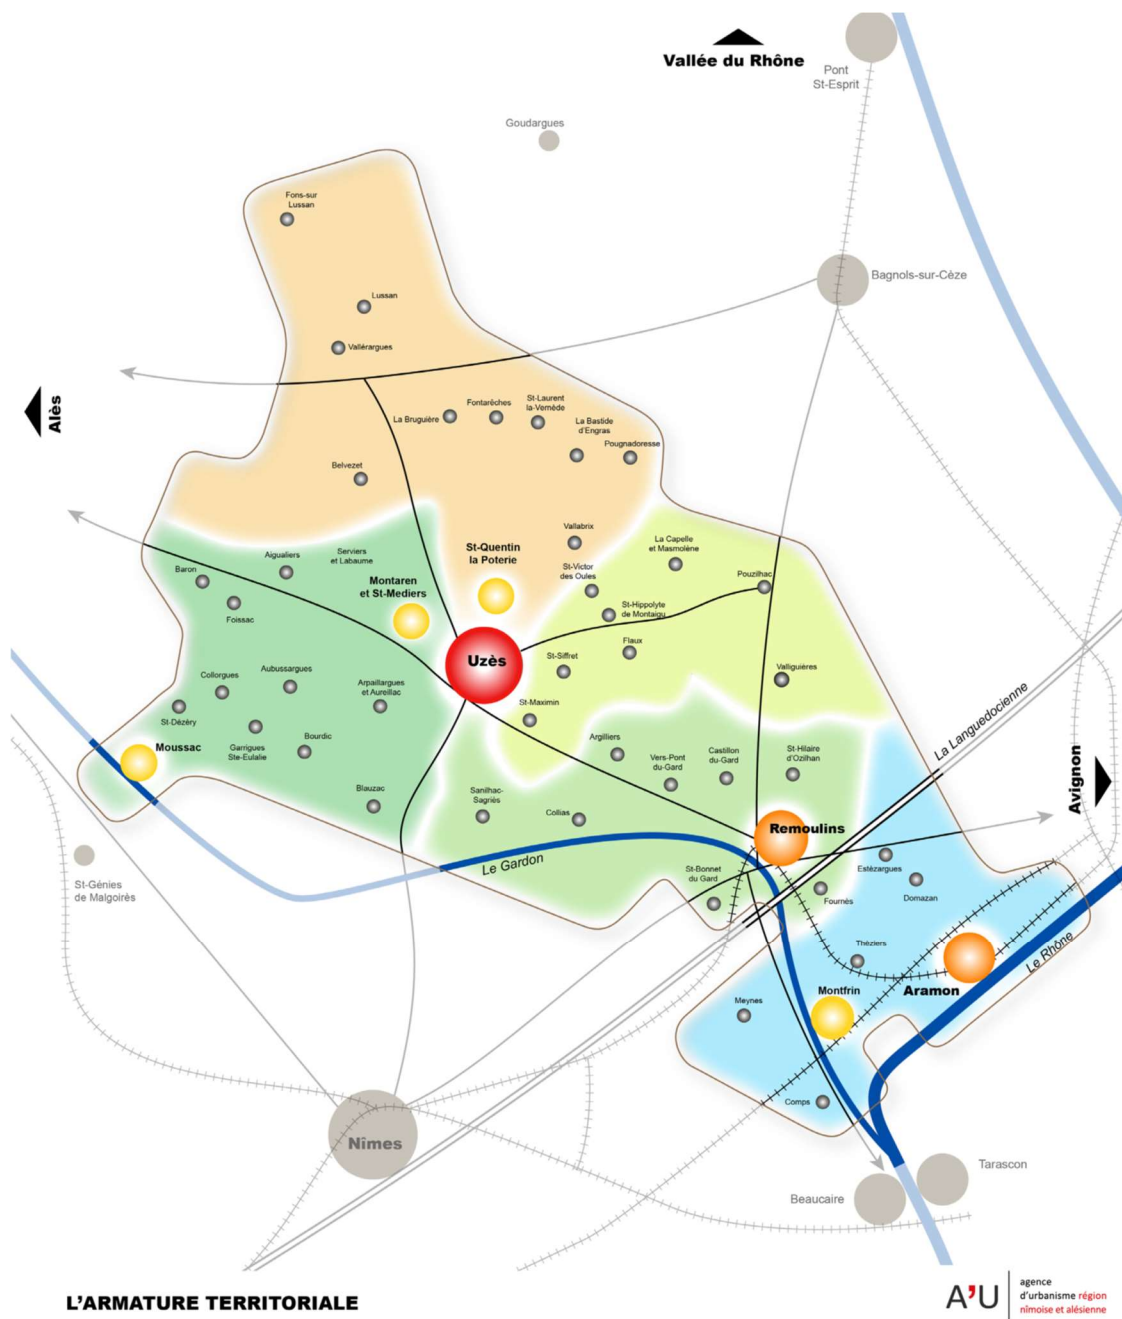 Vallée du Rhône
Pont
St-Esprit
Goudargues
Fons-sur
Lussan
Bagnols-sur-Cèze
Lussan
Vallérargues
Alès
St-Laurent
la-Vernède
Fontarêches
La Bruguière
La Bastide
d'Engras
Pougnadoresse
Belvezet
Vallabrix
St-Quentin
la Poterie
La Capelle
et Masmolène
Serviers
et Labaume
Aigualiers
Baron
Montaren
et St-Mediers
St-Victor
des Oules
Pouzilhac
Foissac
St-Hippolyte
de Montaigu
Flaux
Uzès
St-Siffret
Valliguières
Collorgues
Aubussargues
Arpaillargues
et Aureillac
St-Maximin
La Languedocienne
St-Dézéry
Bourdic
Garrigues
Ste-Eulalie
Moussac
Argilliers
Vers-Pont
du-Gard
Castillon
du-Gard
St-Hilaire
d'Ozilhan
Avignon
Blauzac
Sanilhac-
Sagriès
Collias
Remoulins
Le Gardon
St-Bonnet
du Gard
Estézargues
Domazan
Fournès
St-Génies
de Malgoirès
Théziers
Le Rhône
Aramon
Montfrin
Meynes
Comps
Nîmes
Tarascon
Beaucaire
L'ARMATURE TERRITORIALE
A'U
agence
d'urbanisme région
nîmoise et alésienne